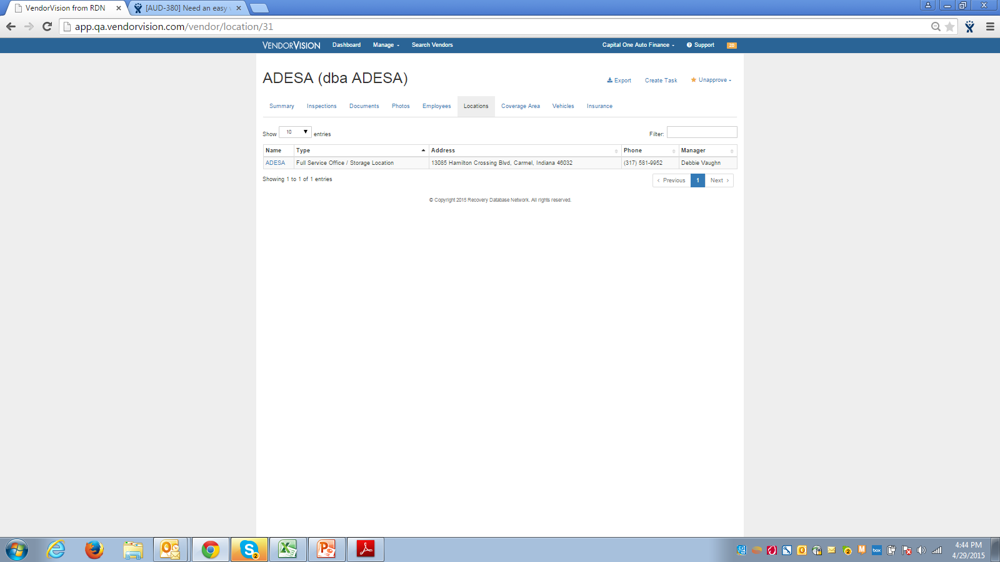 VendorVision from RDN
[AUD-380] Need an easy
app.qa.vendorvision.com/vendor/location/31
VENDORVISION Dashboard Manage Search Vendors Capital One Auto Finance Support 20
ADESA (dba ADESA)
Export Create Task Unapprove
Summary Inspections Documents Photos Employees Locations Coverage Area Vehicles Insurance
Show 10 entries Filter:
Name Type Address Phone Manager
ADESA Full Service Office / Storage Location 13085 Hamilton Crossing Blvd, Carmel, Indiana 46032 (317) 581-9952 Debbie Vaughn
Showing 1 to 1 of 1 entries ‹ Previous 1 Next ›
© Copyright 2015 Recovery Database Network. All rights reserved.
4:44 PM
4/29/2015